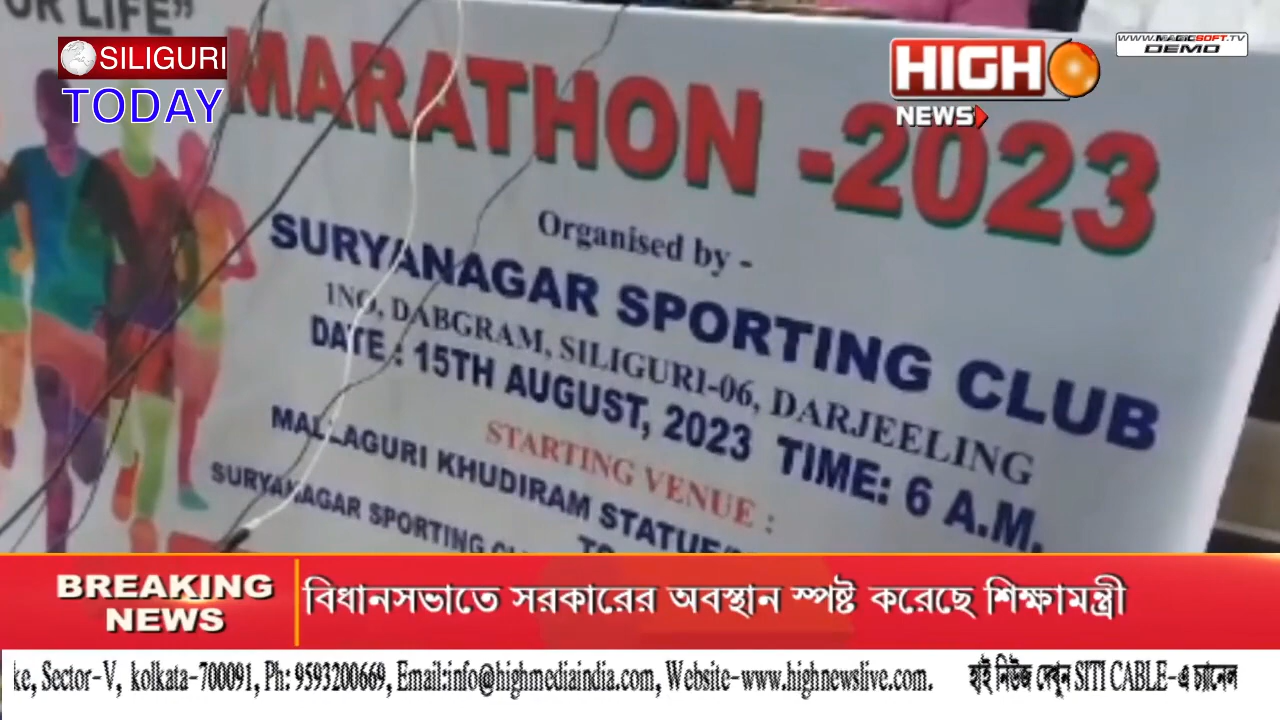 OR LIFE"
SILIGURI
TODAY
HIGH
NEWS
WWW.MAGICSOFT.TV
DEMO
MARATHON -2023
Organised by -
SURYANAGAR SPORTING CLUB
1NO, DABGRAM, SILIGURI-06, DARJEELING
DATE : 15TH AUGUST, 2023 TIME: 6 A.M.
STARTING VENUE :
MALLAGURI KHUDIRAM STATUE
TO
SURYANAGAR SPORTING
BREAKING
NEWS
বিধানসভাতে সরকারের অবস্থান স্পষ্ট করেছে শিক্ষামন্ত্রী
ke, Sector-V, kolkata-700091, Ph: 9593200669, Email:info@highmediaindia.com, Website-www.highnewslive.com. হাই নিউজ দেখুন SITI CABLE-এ চ্যানেল